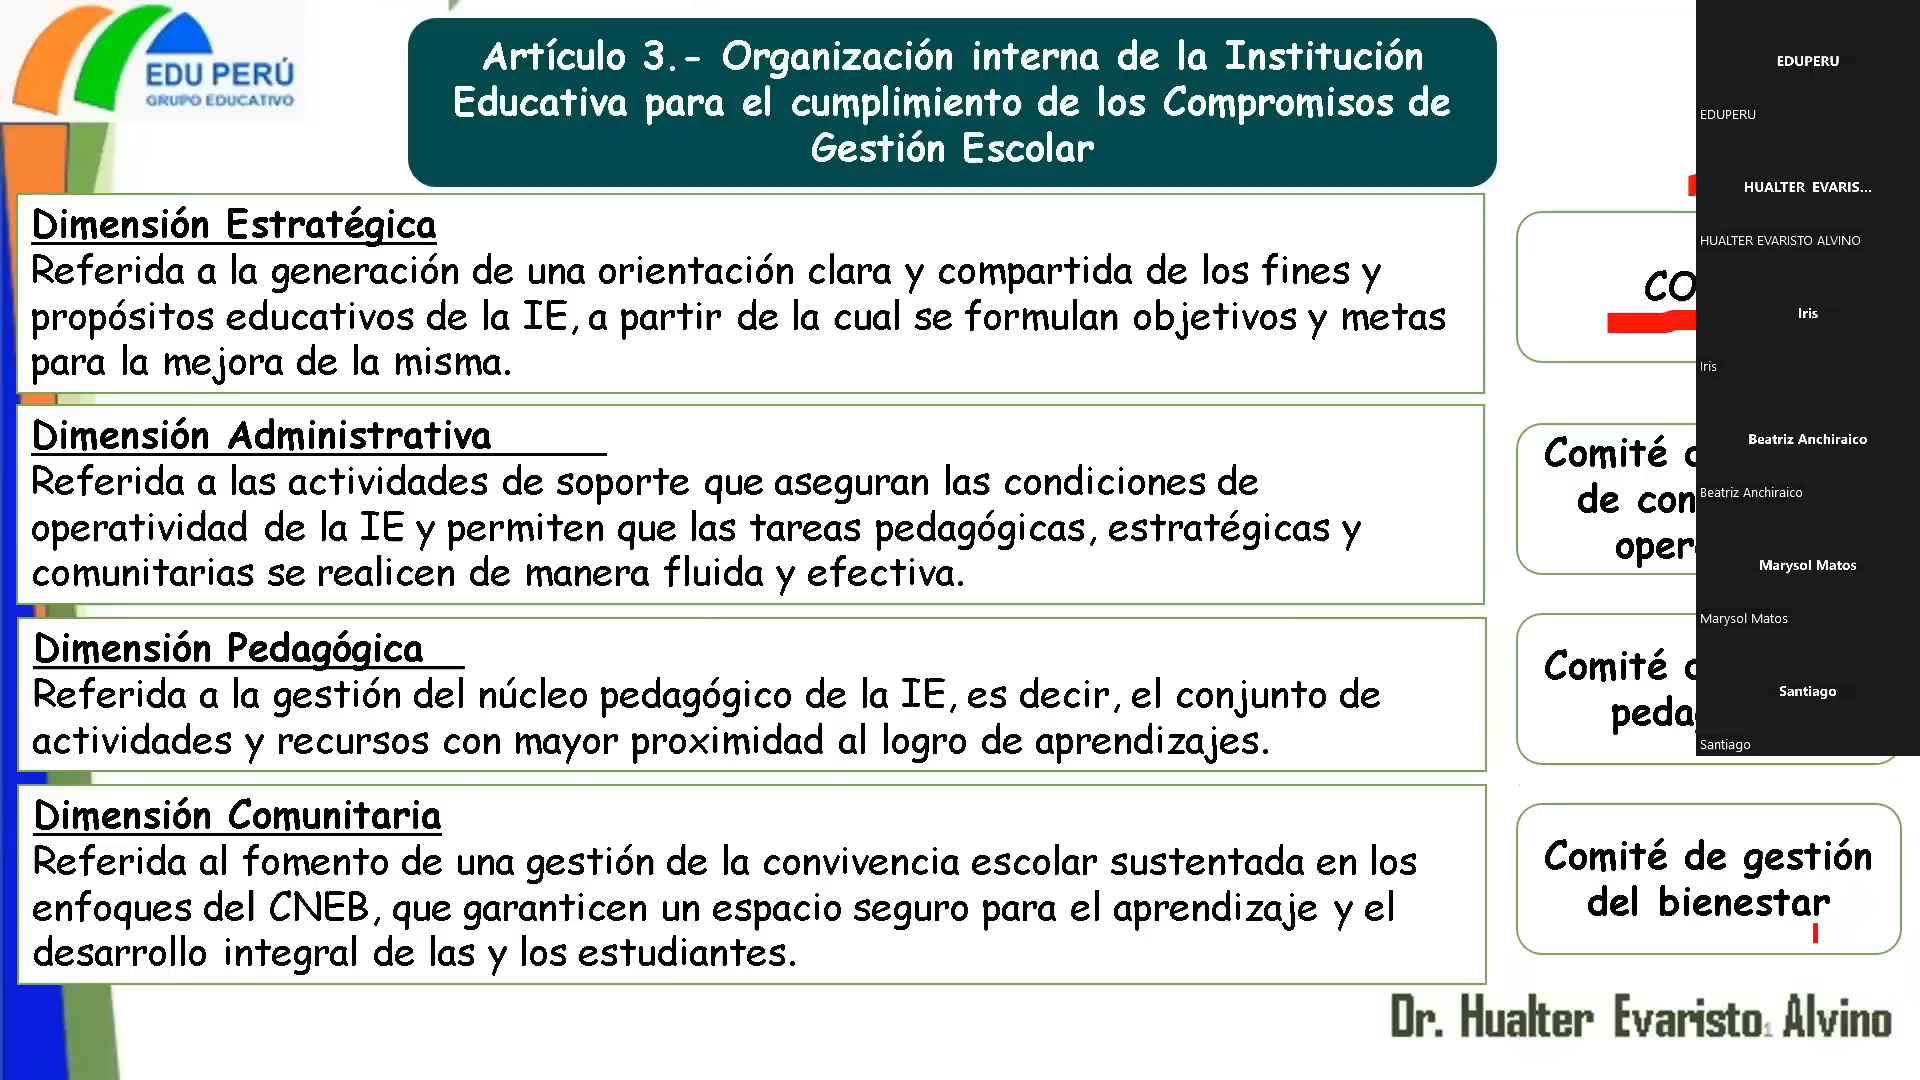 EDU PERÚ
GRUPO EDUCATIVO
Artículo 3.- Organización interna de la Institución
Educativa para el cumplimiento de los Compromisos de
Gestión Escolar
Dimensión Estratégica
Referida a la generación de una orientación clara y compartida de los fines y
propósitos educativos de la IE, a partir de la cual se formulan objetivos y metas
para la mejora de la misma.
Dimensión Administrativa
Referida a las actividades de soporte que aseguran las condiciones de
operatividad de la IE y permiten que las tareas pedagógicas, estratégicas y
comunitarias se realicen de manera fluida y efectiva.
Dimensión Pedagógica
Referida a la gestión del núcleo pedagógico de la IE, es decir, el conjunto de
actividades y recursos con mayor proximidad al logro de aprendizajes.
Dimensión Comunitaria
Referida al fomento de una gestión de la convivencia escolar sustentada en los
enfoques del CNEB, que garanticen un espacio seguro para el aprendizaje y el
desarrollo integral de las y los estudiantes.
CO
Comité
de con
oper
Comité
peda
Comité de gestión
del bienestar
Dr. Hualter Evaristo Alvino
EDUPERU
EDUPERU
HUALTER EVARIS...
HUALTER EVARISTO ALVINO
Iris
Iris
Beatriz Anchiraico
Beatriz Anchiraico
Marysol Matos
Marysol Matos
Santiago
Santiago